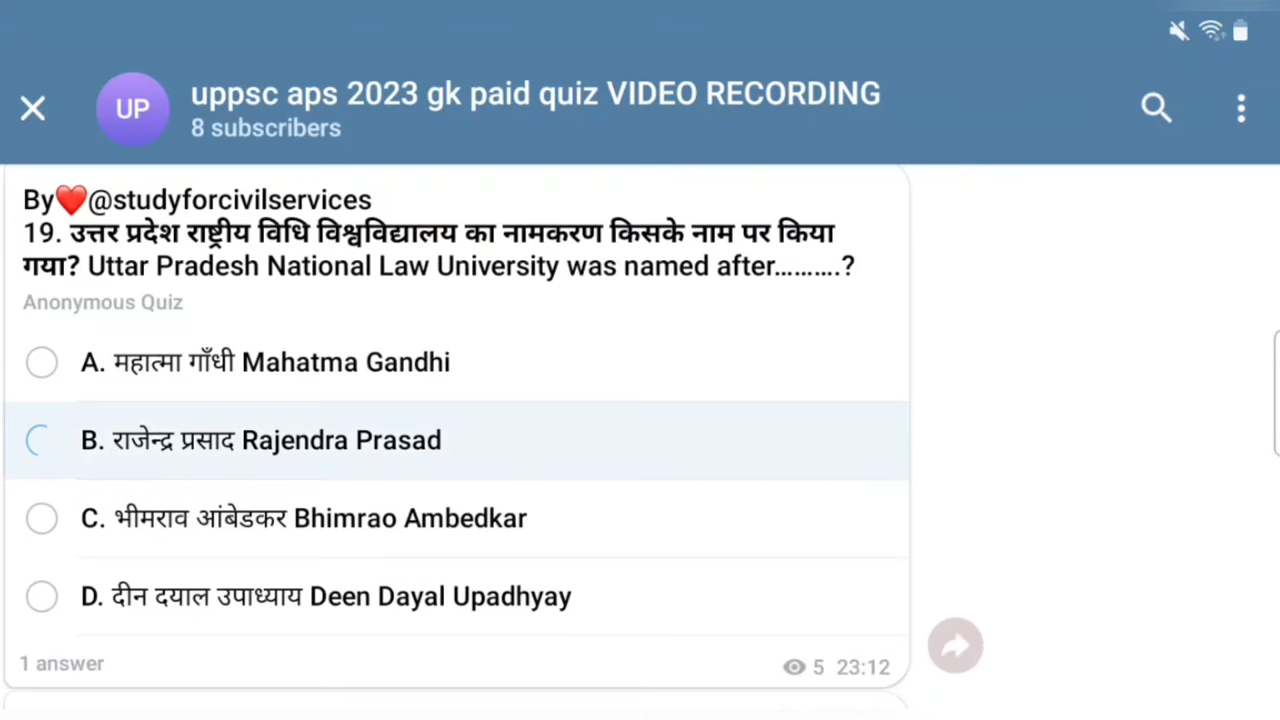 UP
uppsc aps 2023 gk paid quiz VIDEO RECORDING
8 subscribers
By❤️@studyforcivilservices
19. उत्तर प्रदेश राष्ट्रीय विधि विश्वविद्यालय का नामकरण किसके नाम पर किया
गया? Uttar Pradesh National Law University was named after……….?
Anonymous Quiz
A. महात्मा गाँधी Mahatma Gandhi
B. राजेन्द्र प्रसाद Rajendra Prasad
C. भीमराव आंबेडकर Bhimrao Ambedkar
D. दीन दयाल उपाध्याय Deen Dayal Upadhyay
1 answer
5 23:12